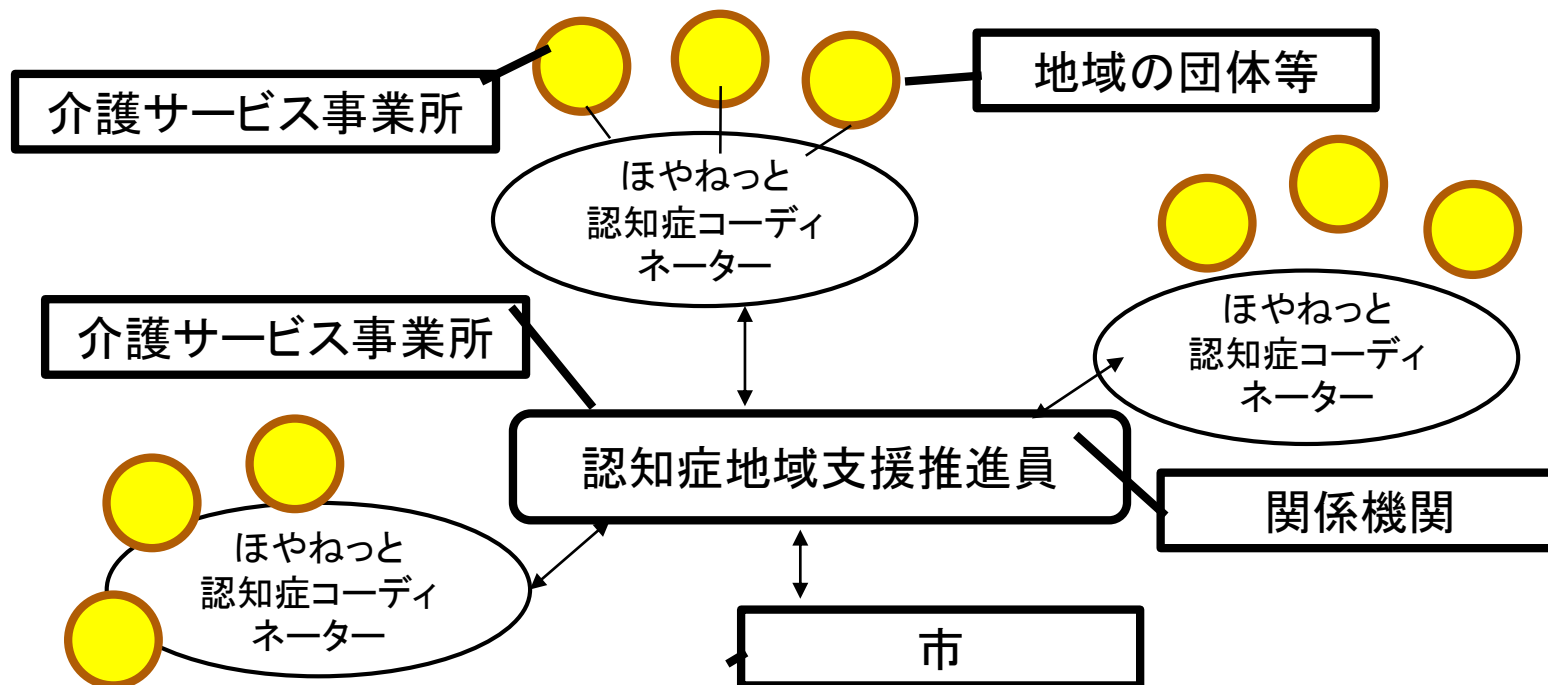 介護サービス事業所
地域の団体等
ほやねっと
認知症コーディ
ネーター
ほやねっと
認知症コーディ
ネーター
介護サービス事業所
認知症地域支援推進員
関係機関
ほやねっと
認知症コーディ
ネーター
市